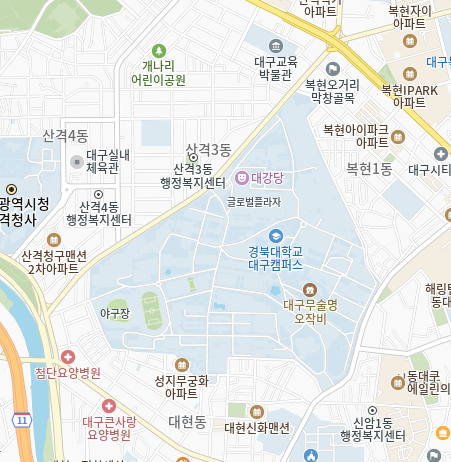 아파트
복현자이
아파트
개나리
어린이공원
대구교육
박물관
복현오거리
막창골목
복현IPARK
아파트
산격4동
산격3동
복현아이파크
아파트
대구실내
체육관
산격3동
행정복지센터
대강당
복현1동
대구시티
광역시청
격청사
산격4동
행정복지센터
글로벌플라자
산격청구맨션
2차아파트
경북대학교
대구캠퍼스
해링턴
동대
야구장
대구무술명
오작비
첨단요양병원
성지무궁화
아파트
동대쿠
에일린의
11
대구큰사랑
요양병원
대현동
대현신화맨션
신암1동
행정복지센터